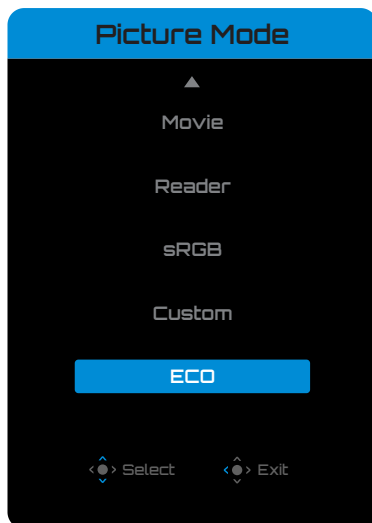 Picture Mode
Movie
Reader
sRGB
Custom
ECO
Select Exit